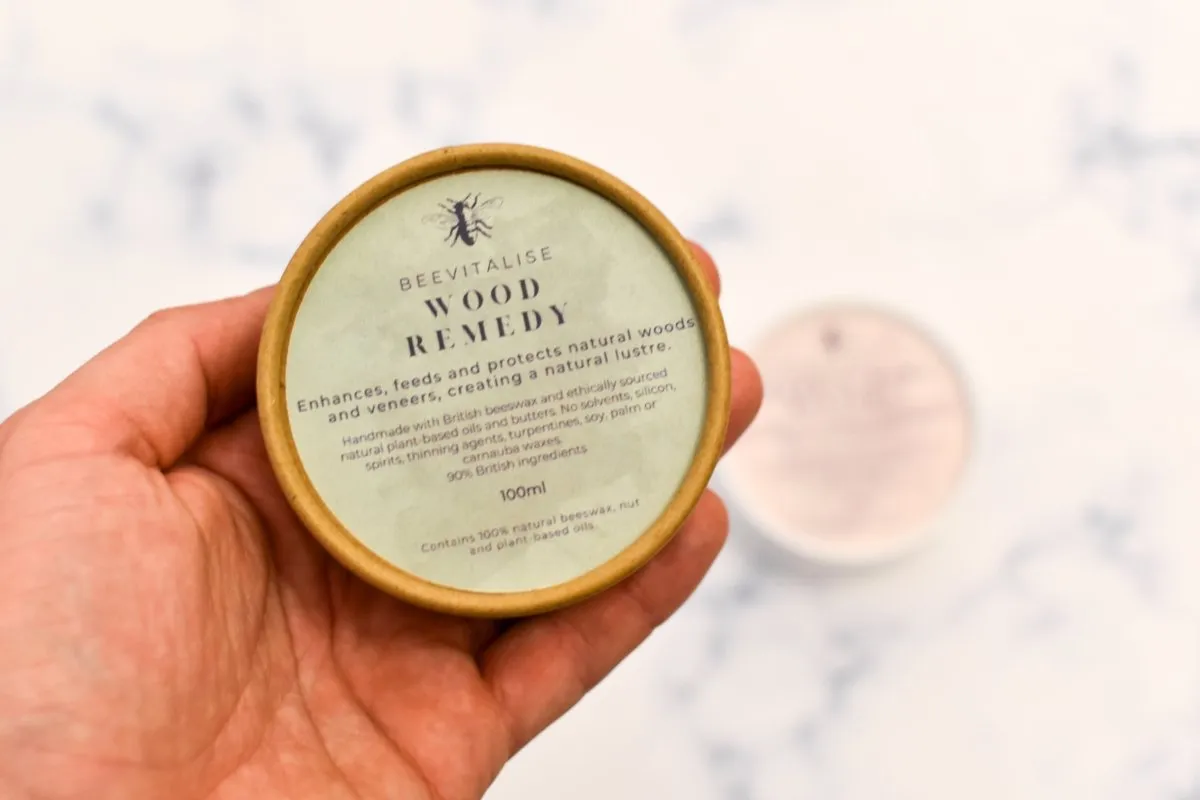 BEEVITALISE
WOOD
REMEDY
Enhances, feeds and protects natural woods
and veneers, creating a natural lustre.
Handmade with British beeswax and ethically sourced
natural plant-based oils and butters. No solvents, silicon,
spirits, thinning agents, turpentines, soy, palm or
carnauba waxes.
90% British ingredients
100ml
Contains 100% natural beeswax, nut
and plant-based oils.